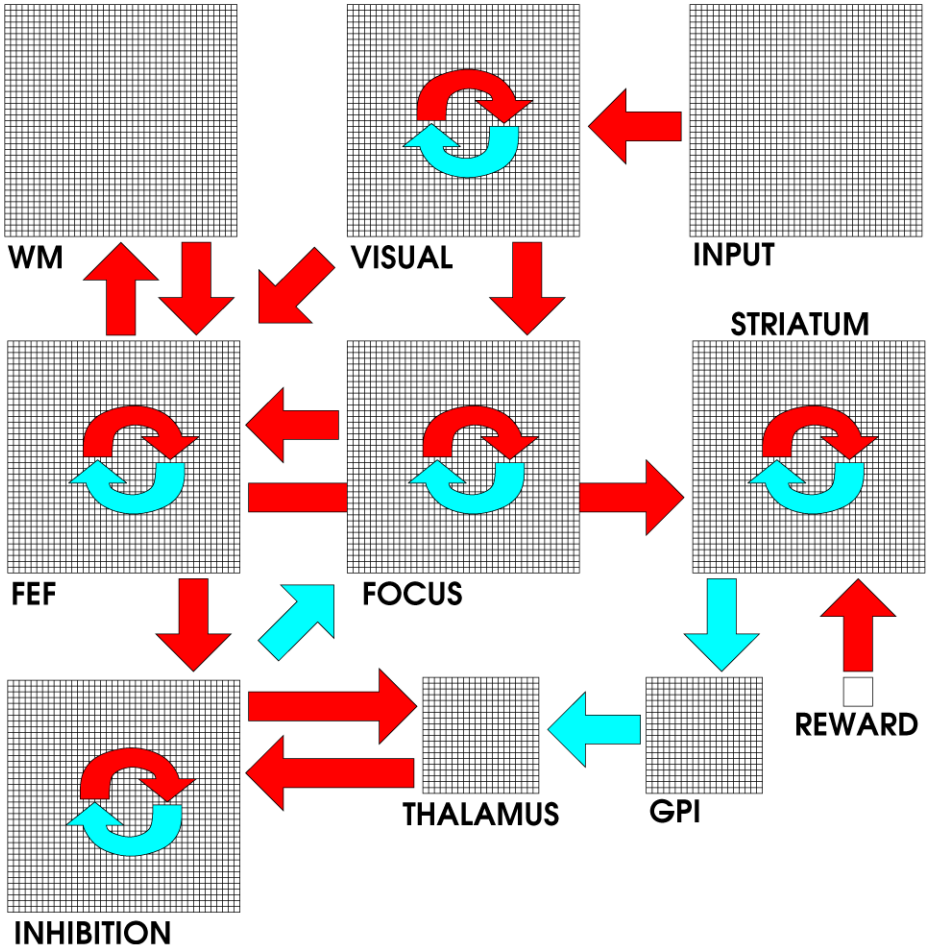 WM
VISUAL
INPUT
STRIATUM
FEF
FOCUS
REWARD
THALAMUS
GPI
INHIBITION